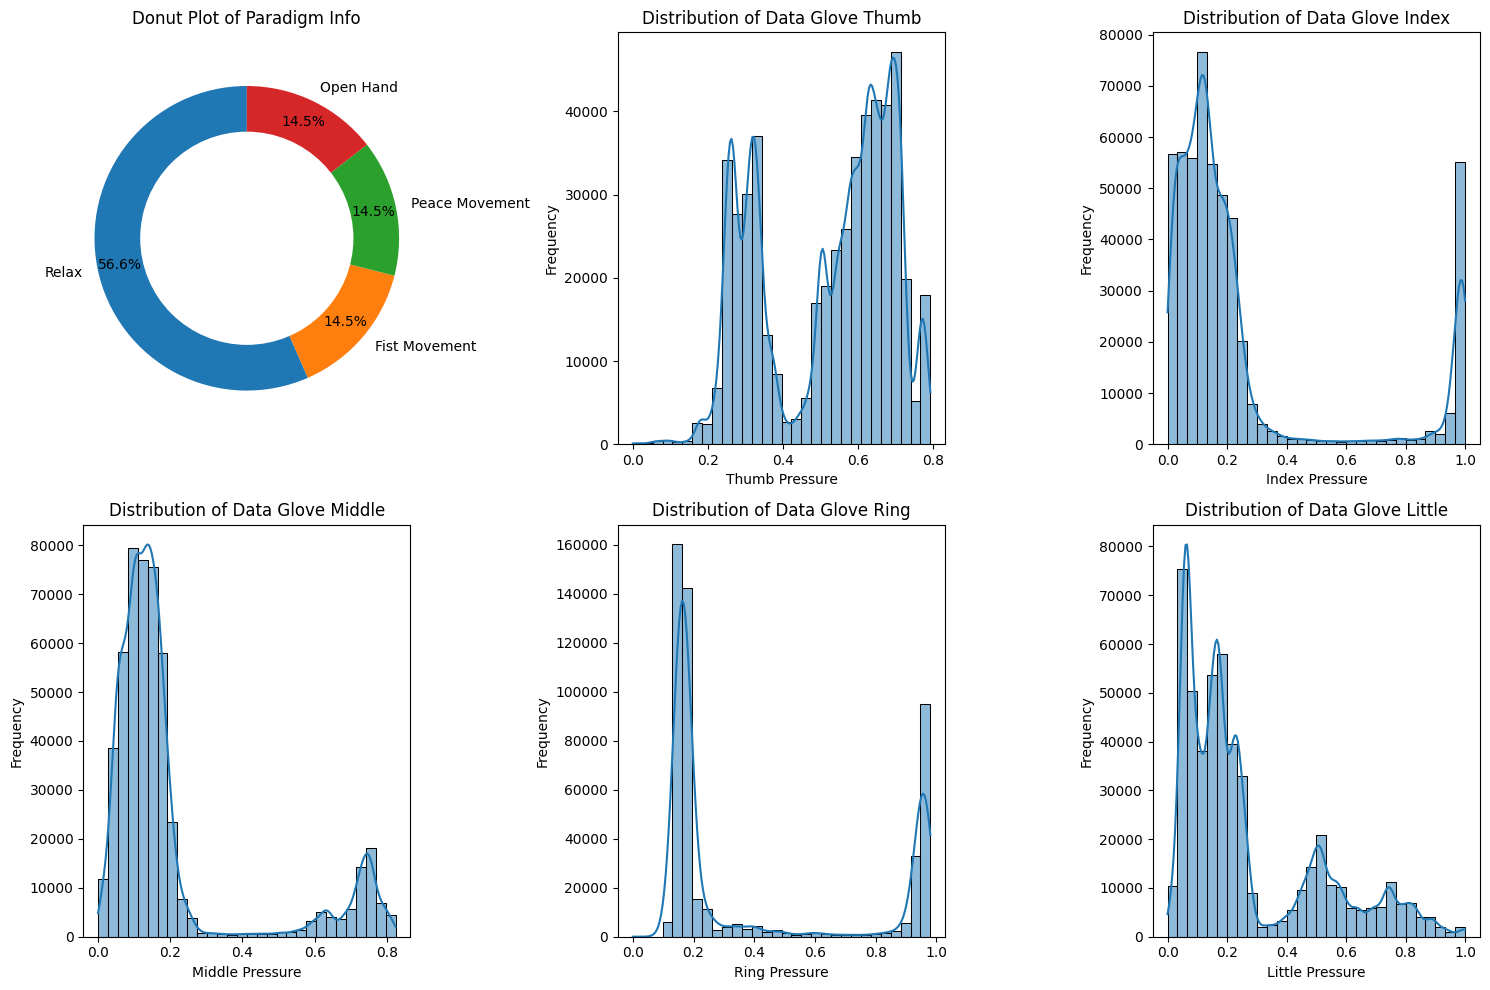 Donut Plot of Paradigm Info
Open Hand
14.5%
Peace Movement
14.5%
Relax
56.6%
14.5%
Fist Movement
Distribution of Data Glove Thumb
Frequency
40000
30000
20000
10000
0
0.0 0.2 0.4 0.6 0.8
Thumb Pressure
Distribution of Data Glove Index
Frequency
80000
70000
60000
50000
40000
30000
20000
10000
0
0.0 0.2 0.4 0.6 0.8 1.0
Index Pressure
Distribution of Data Glove Middle
Frequency
80000
70000
60000
50000
40000
30000
20000
10000
0
0.0 0.2 0.4 0.6 0.8
Middle Pressure
Distribution of Data Glove Ring
Frequency
160000
140000
120000
100000
80000
60000
40000
20000
0
0.0 0.2 0.4 0.6 0.8 1.0
Ring Pressure
Distribution of Data Glove Little
Frequency
80000
70000
60000
50000
40000
30000
20000
10000
0
0.0 0.2 0.4 0.6 0.8 1.0
Little Pressure